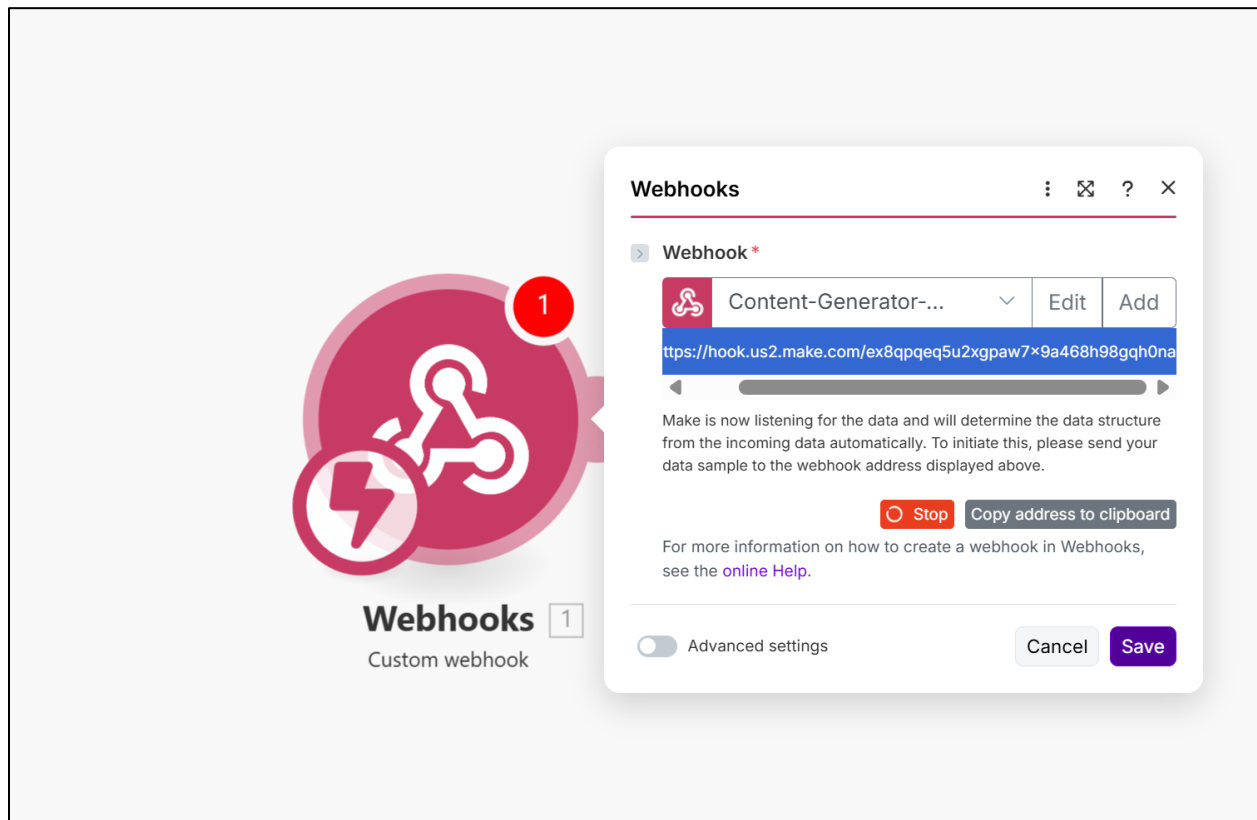 Webhooks
?
Webhook *
1
Content-Generator-...
Edit
Add
ttps://hook.us2.make.com/ex8qpqeq5u2xgpaw7x9a468h98gqh0na
Make is now listening for the data and will determine the data structure
from the incoming data automatically. To initiate this, please send your
data sample to the webhook address displayed above.
Stop
Copy address to clipboard
For more information on how to create a webhook in Webhooks,
see the online Help.
Webhooks 1
Custom webhook
Advanced settings
Cancel
Save